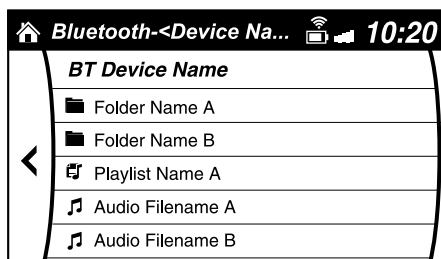 Bluetooth-<Device Na... 10:20
BT Device Name
Folder Name A
Folder Name B
Playlist Name A
Audio Filename A
Audio Filename B